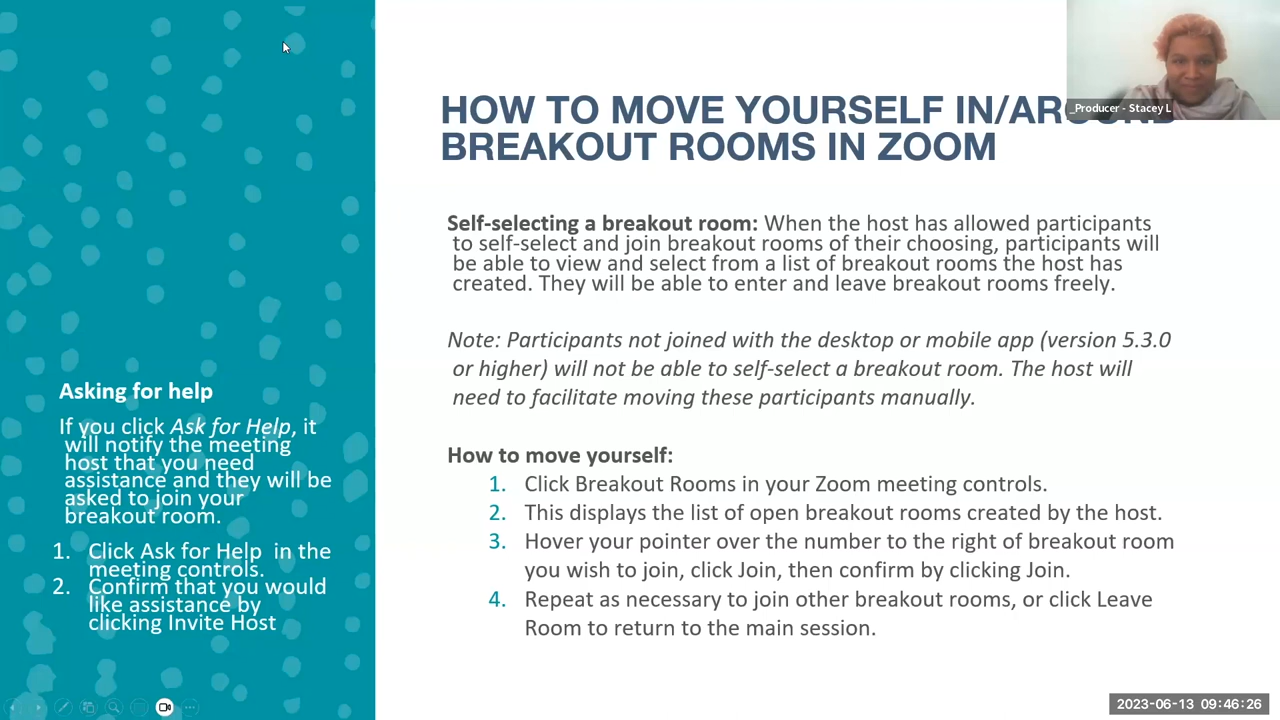 HOW TO MOVE YOURSELF IN/AROUND
BREAKOUT ROOMS IN ZOOM
_Producer - Stacey L
Self-selecting a breakout room: When the host has allowed participants
to self-select and join breakout rooms of their choosing, participants will
be able to view and select from a list of breakout rooms the host has
created. They will be able to enter and leave breakout rooms freely.
Note: Participants not joined with the desktop or mobile app (version 5.3.0
or higher) will not be able to self-select a breakout room. The host will
need to facilitate moving these participants manually.
How to move yourself:
1. Click Breakout Rooms in your Zoom meeting controls.
2. This displays the list of open breakout rooms created by the host.
3. Hover your pointer over the number to the right of breakout room
you wish to join, click Join, then confirm by clicking Join.
4. Repeat as necessary to join other breakout rooms, or click Leave
Room to return to the main session.
Asking for help
If you click Ask for Help, it
will notify the meeting
host that you need
assistance and they will be
asked to join your
breakout room.
1. Click Ask for Help in the
meeting controls.
2. Confirm that you would
like assistance by
clicking Invite Host
2023-06-13 09:46:26